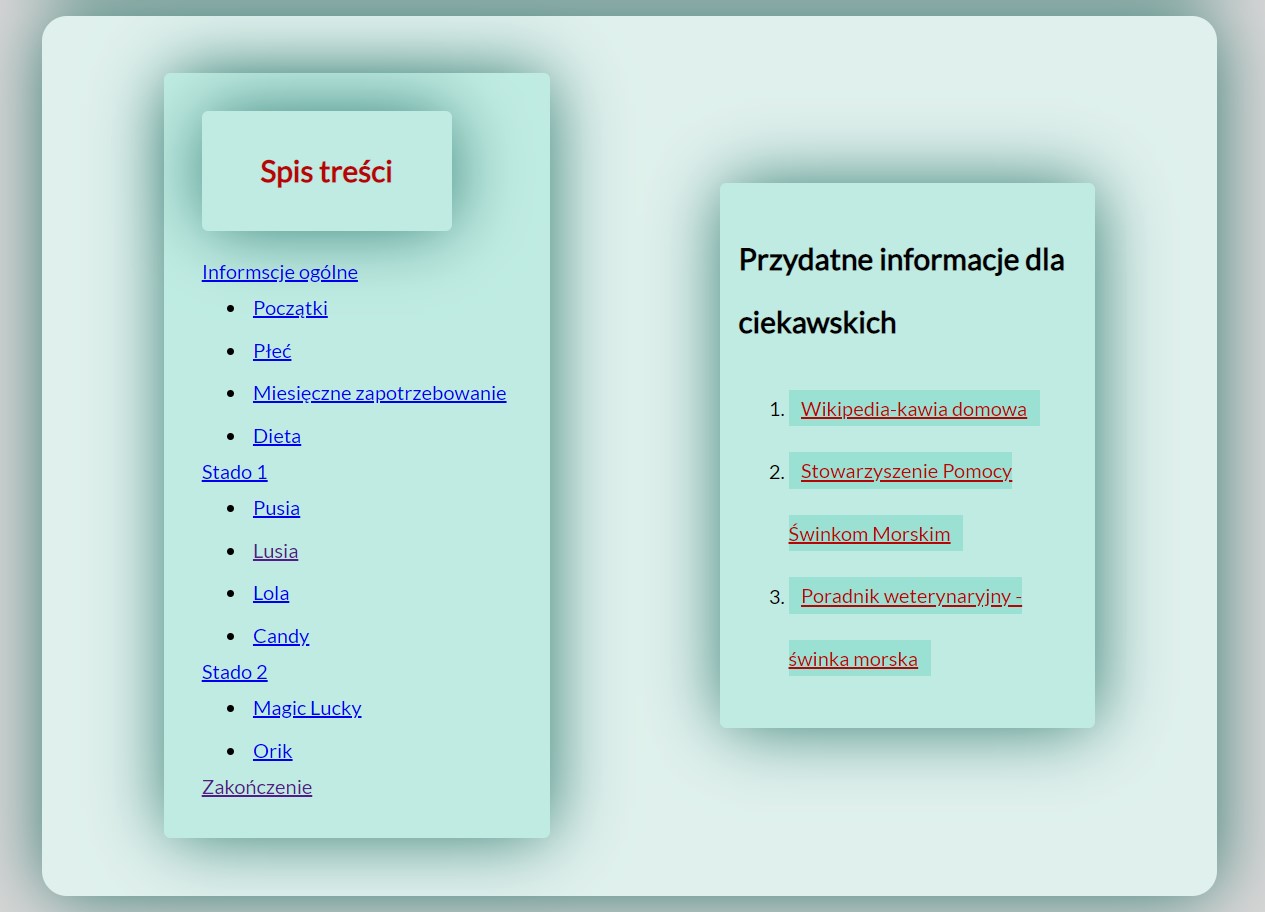 Spis treści
Informscje ogólne
Początki
Płeć
Miesięczne zapotrzebowanie
Dieta
Stado 1
Pusia
Lusia
Lola
Candy
Stado 2
Magic Lucky
Orik
Zakończenie
Przydatne informacje dla
ciekawskich
1. Wikipedia-kawia domowa
2. Stowarzyszenie Pomocy
Świnkom Morskim
3. Poradnik weterynaryjny -
świnka morska